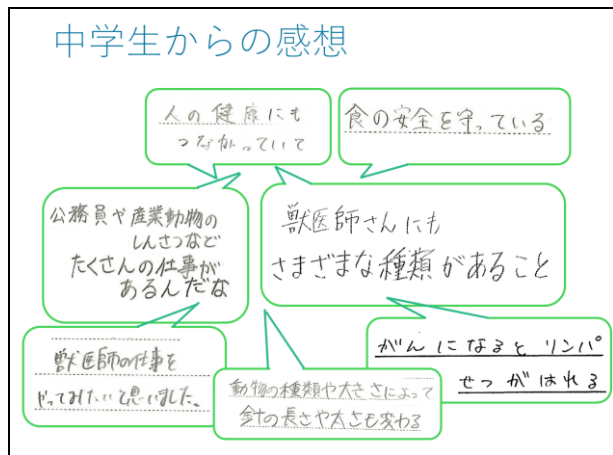 中学生からの感想
人の健康にも
つながっていて
食の安全を守っている
公務員や産業動物の
しんさつなど
たくさんの仕事が
あるんだな
獣医師さんにも
さまざまな種類があること
獣医師の仕事を
やってみたいと思いました。
動物の種類や大きさによって
針の長さや太さも変わる
がんになると リンパ
せつがはれる